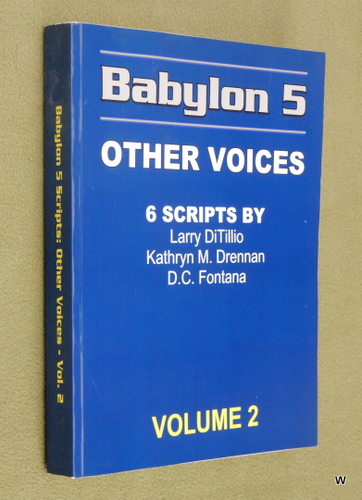 Babylon 5
OTHER VOICES
6 SCRIPTS BY
Larry DiTillio
Kathryn M. Drennan
D.C. Fontana
VOLUME 2
Babylon 5 Scripts: Other Voices - Vol. 2
W